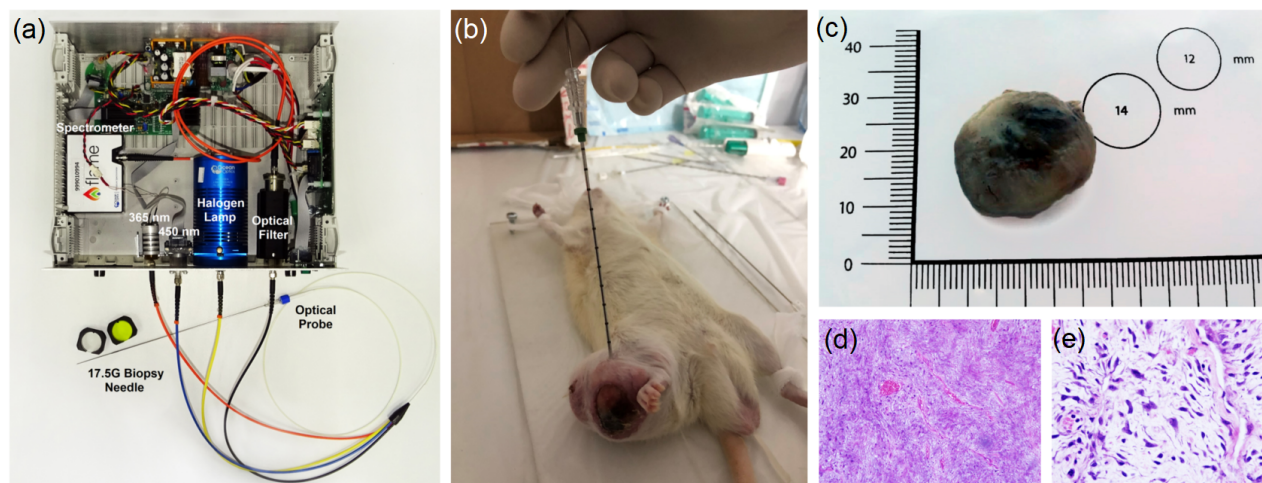 (a)
Spectrometer
flame
999010994
365 nm
450 nm
Halogen
Lamp
Optical
Filter
Optical
Probe
17.5G Biopsy
Needle
(b)
(c)
40
30
20
10
0
12
mm
14
mm
(d)
(e)